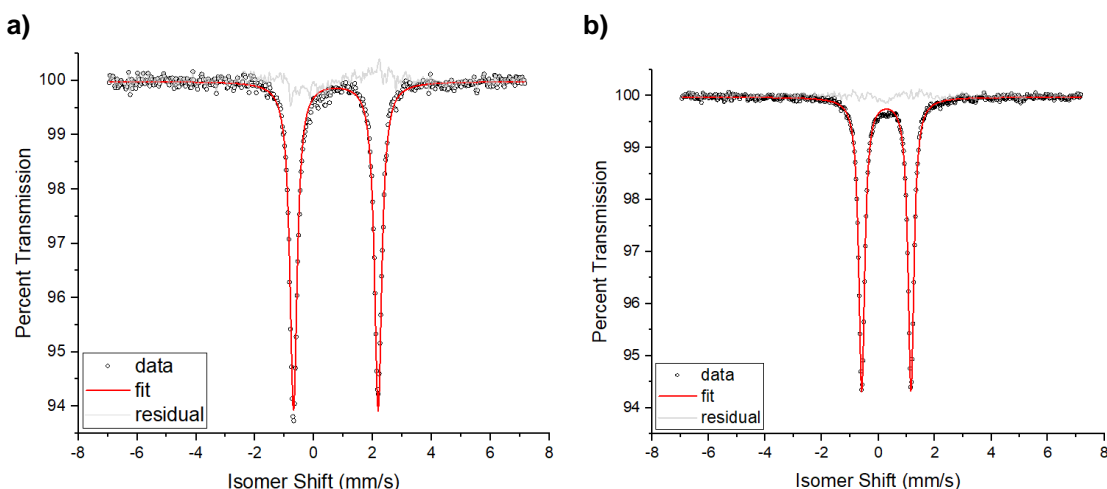 a)
100
99
98
97
96
95
94
Percent Transmission
data
fit
residual
-8 -6 -4 -2 0 2 4 6 8
Isomer Shift (mm/s)
b)
100
99
98
97
96
95
94
Percent Transmission
data
fit
residual
-8 -6 -4 -2 0 2 4 6 8
Isomer Shift (mm/s)